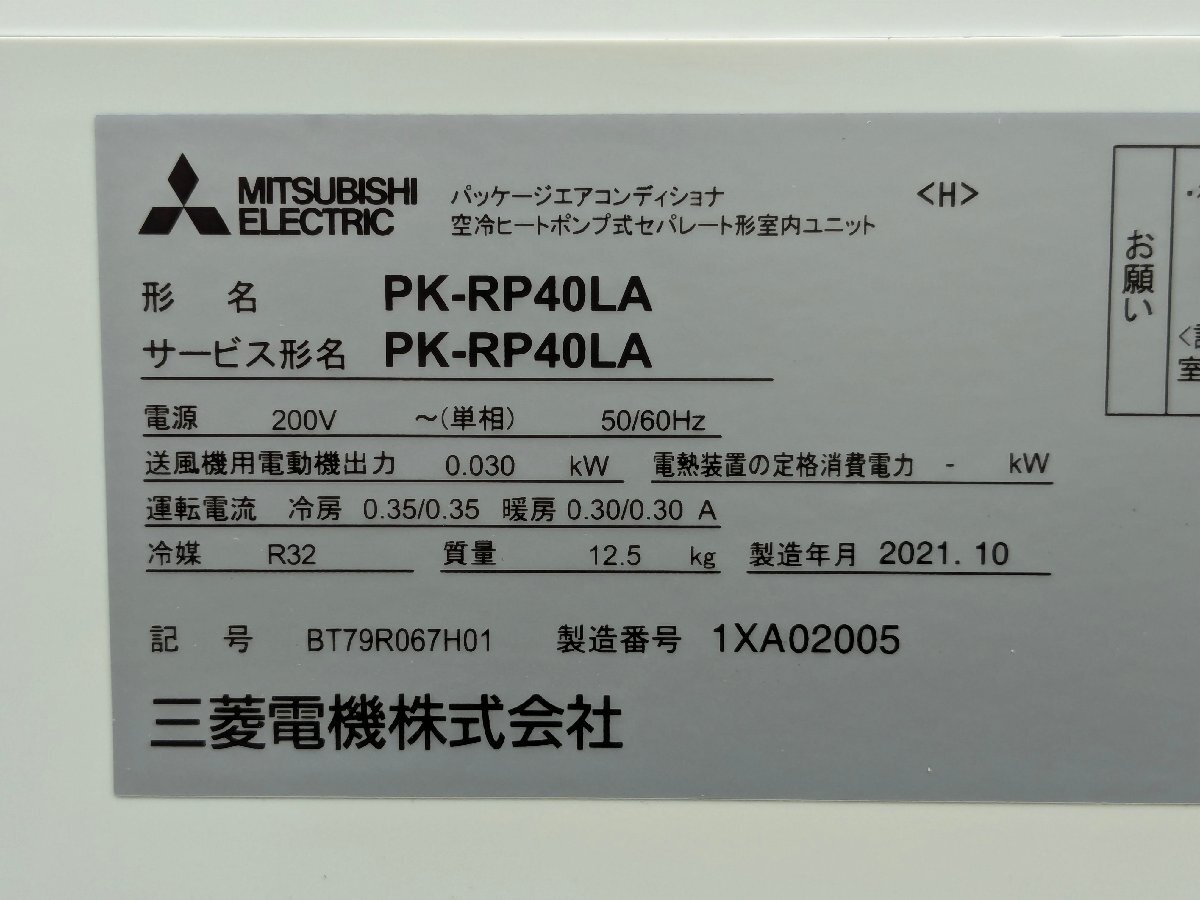 MITSUBISHI
ELECTRIC
パッケージエアコンディショナ
空冷ヒートポンプ式セパレート形室内ユニット
<H>
形 名 PK-RP40LA
サービス形名 PK-RP40LA
電源 200V ～(単相) 50/60Hz
送風機用電動機出力 0.030 kW 電熱装置の定格消費電力 - kW
運転電流 冷房 0.35/0.35 暖房 0.30/0.30 A
冷媒 R32 質量 12.5 kg 製造年月 2021.10
記 号 BT79R067H01 製造番号 1XA02005
三菱電機株式会社
お願い
室